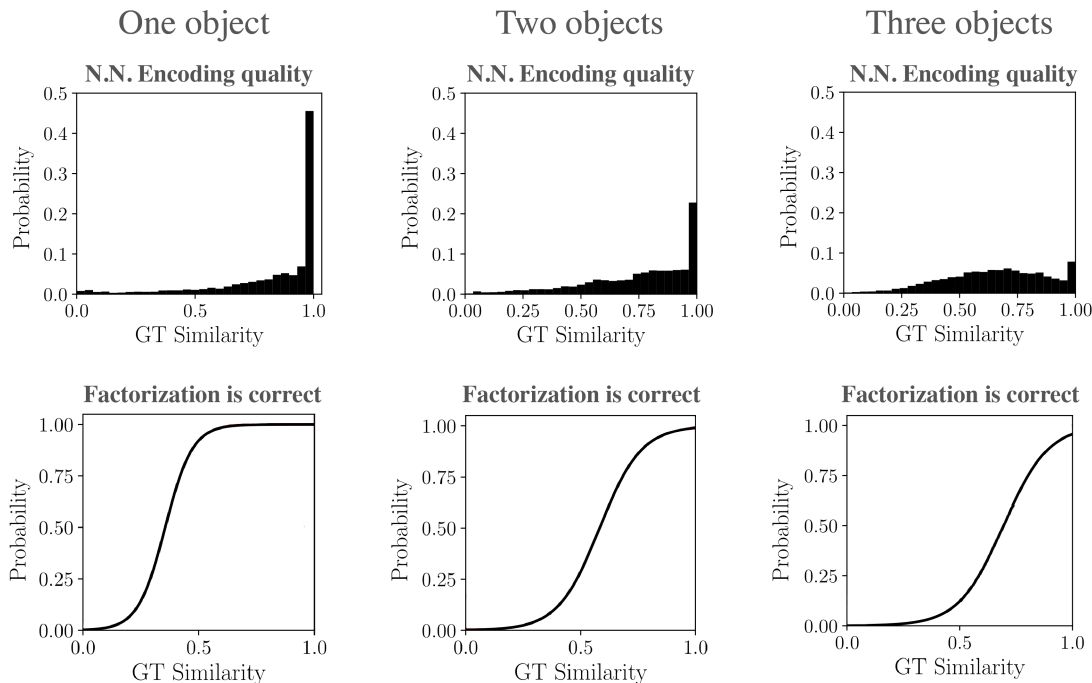 One object
Two objects
Three objects
N.N. Encoding quality
N.N. Encoding quality
N.N. Encoding quality
Probability
0.5
0.4
0.3
0.2
0.1
0.0
0.0 0.5 1.0
GT Similarity
Probability
0.5
0.4
0.3
0.2
0.1
0.0
0.00 0.25 0.50 0.75 1.00
GT Similarity
Probability
0.5
0.4
0.3
0.2
0.1
0.0
0.00 0.25 0.50 0.75 1.00
GT Similarity
Factorization is correct
Factorization is correct
Factorization is correct
Probability
1.00
0.75
0.50
0.25
0.00
0.0 0.5 1.0
GT Similarity
Probability
1.00
0.75
0.50
0.25
0.00
0.0 0.5 1.0
GT Similarity
Probability
1.00
0.75
0.50
0.25
0.00
0.0 0.5 1.0
GT Similarity